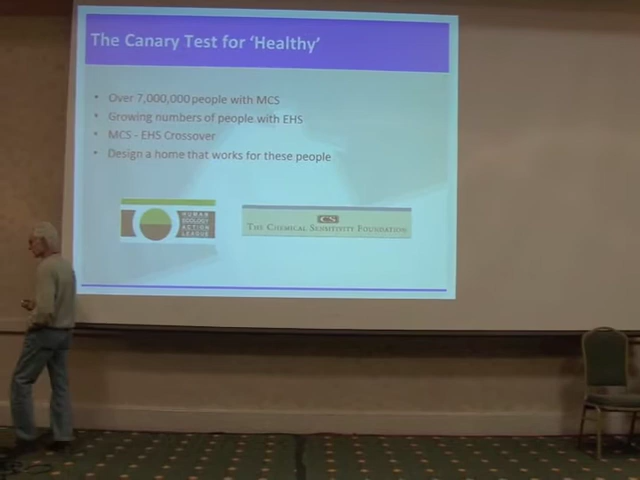 The Canary Test for 'Healthy'
• Over 7,000,000 people with MCS
• Growing numbers of people with EHS
• MCS - EHS Crossover
• Design a home that works for these people
HUMAN
ECOLOGY
ACTION
LEAGUE
CS
THE CHEMICAL SENSITIVITY FOUNDATION